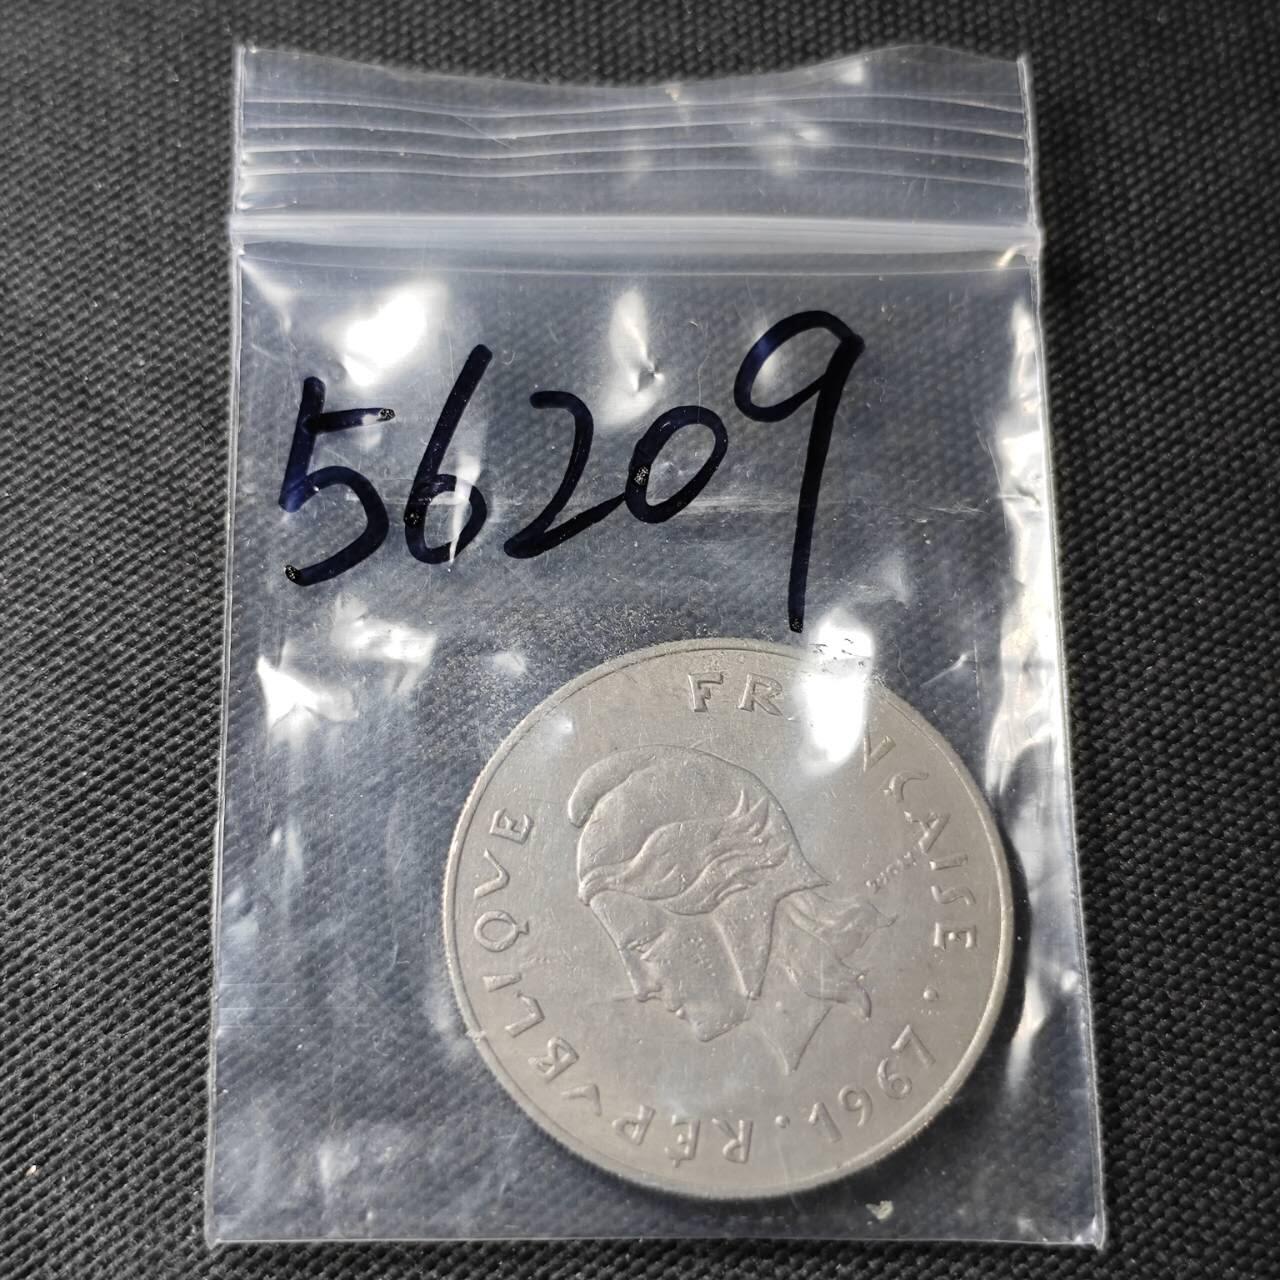 56209
RÉPVBLIQVE FRANÇAISE
· 1967 ·